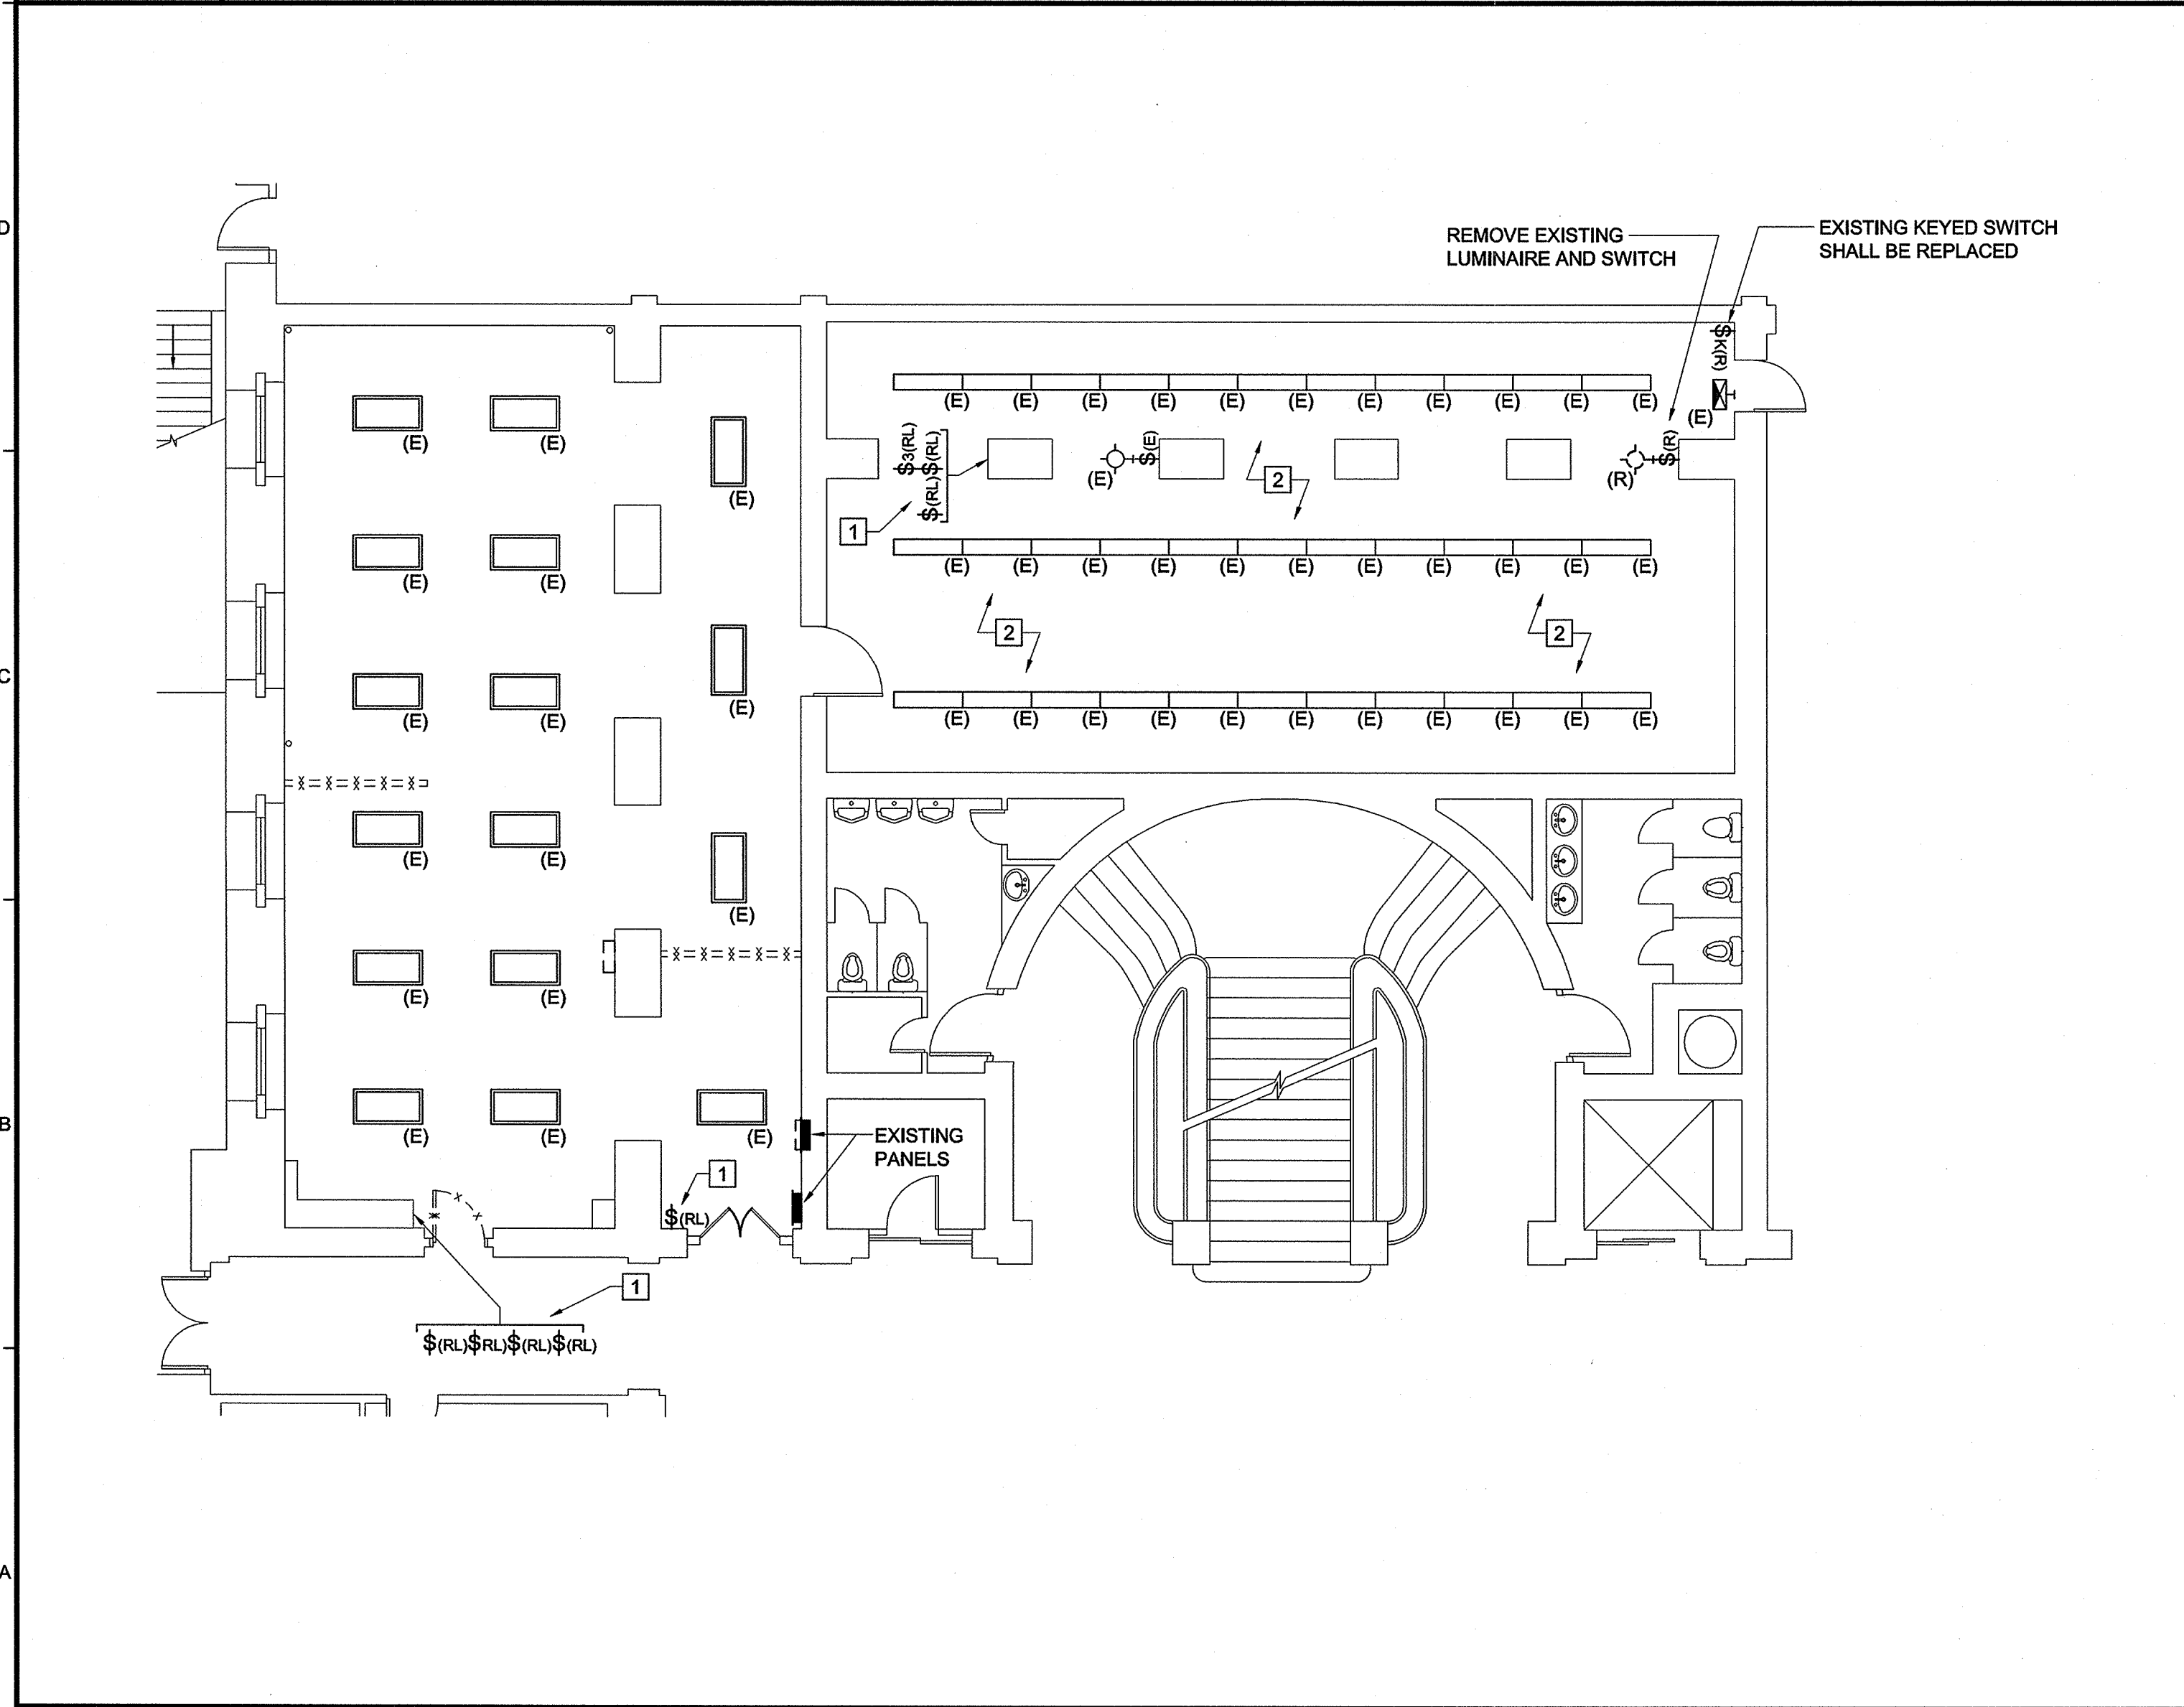 D
REMOVE EXISTING
LUMINAIRE AND SWITCH
EXISTING KEYED SWITCH
SHALL BE REPLACED
$K(R)
(E)
(E) (E) (E) (E) (E) (E) (E) (E) (E) (E) (E)
(E) (E)
(E)
$3(RL)
$(RL)$(RL)
(E)
$(E)
2
(R)
$(R)
1
(E) (E) (E) (E) (E) (E) (E) (E) (E) (E) (E)
(E) (E)
2
2
C
(E) (E)
(E)
(E) (E) (E) (E) (E) (E) (E) (E) (E) (E) (E)
(E) (E)
(E)
(E) (E)
B
(E) (E) (E)
EXISTING
PANELS
1
$(RL)
1
$(RL)$RL)$(RL)$(RL)
A